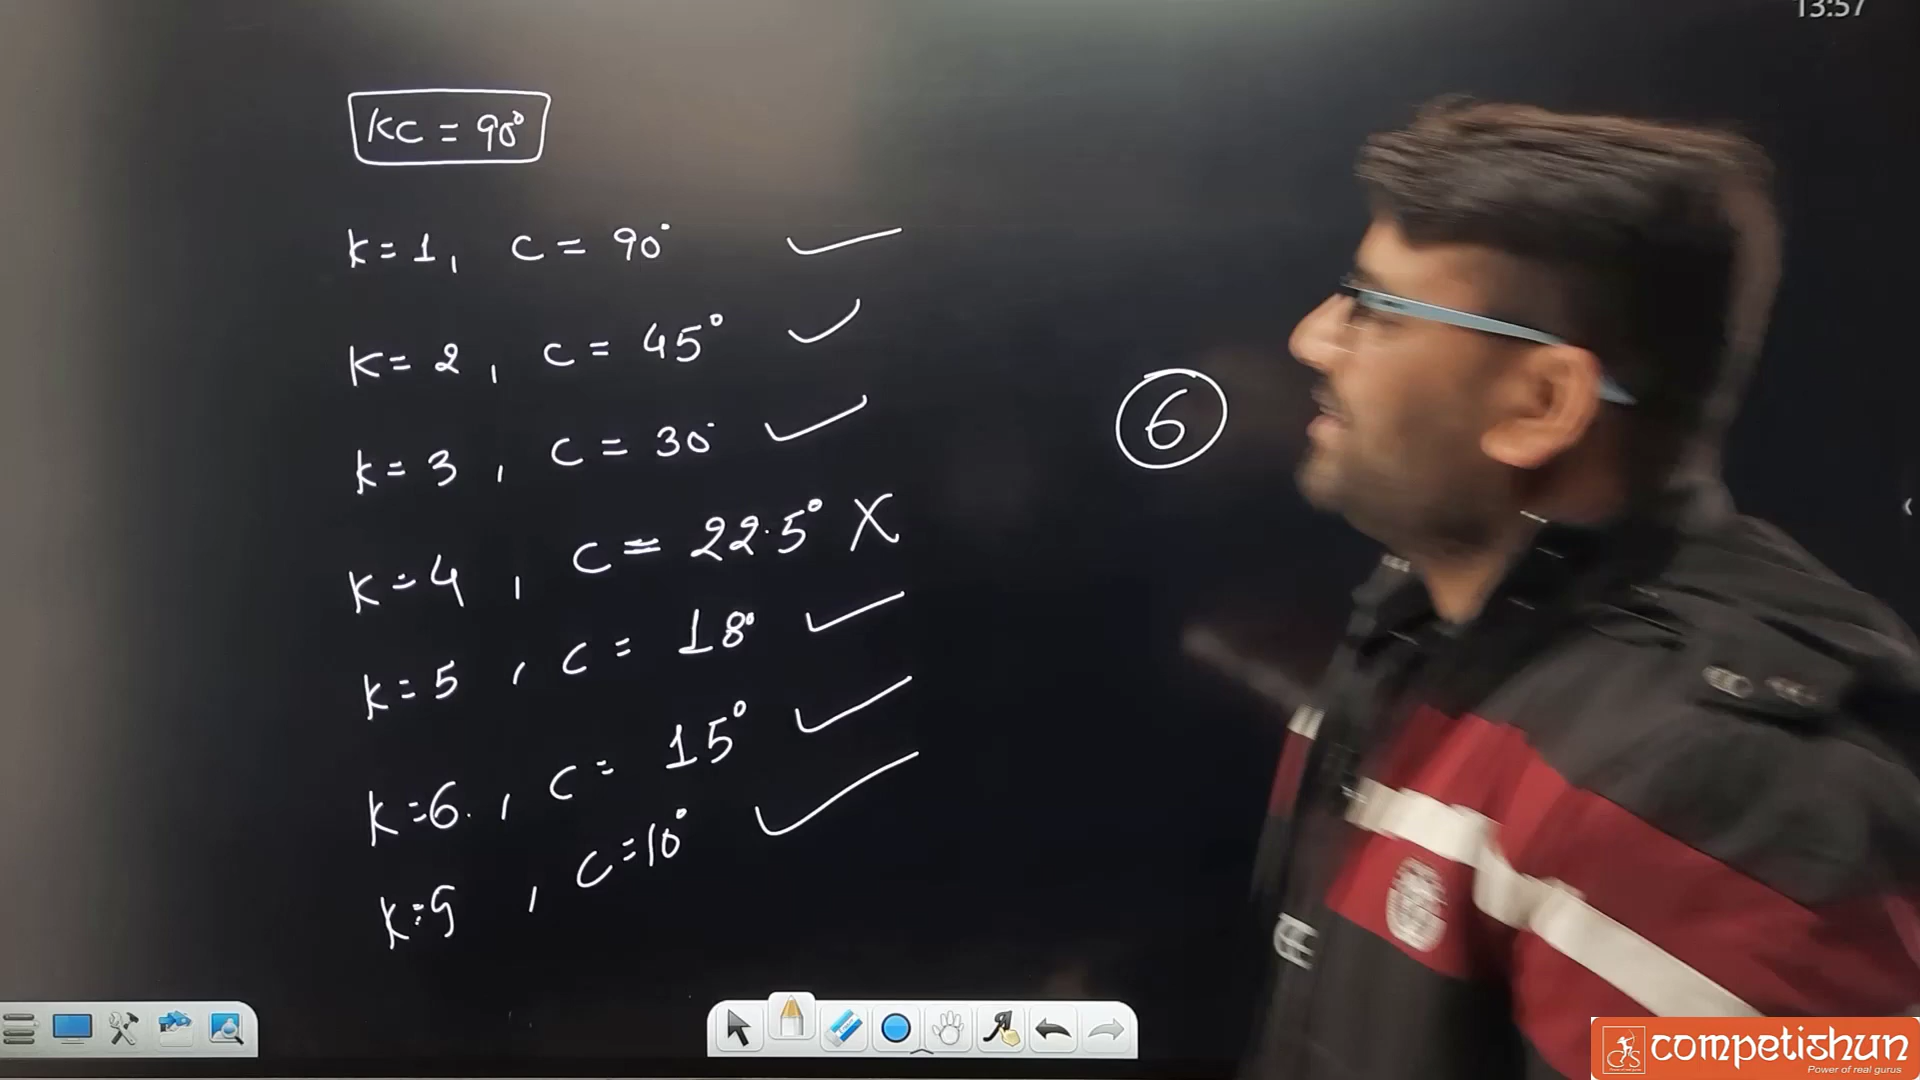 13:57
KC = 90°
K = 1, C = 90° ✓
K = 2, C = 45° ✓
K = 3, C = 30° ✓
6
K = 4, C = 22.5° X
K = 5, C = 18° ✓
K = 6, C = 15° ✓
K = 9, C = 10° ✓
competishun
Power of real gurus